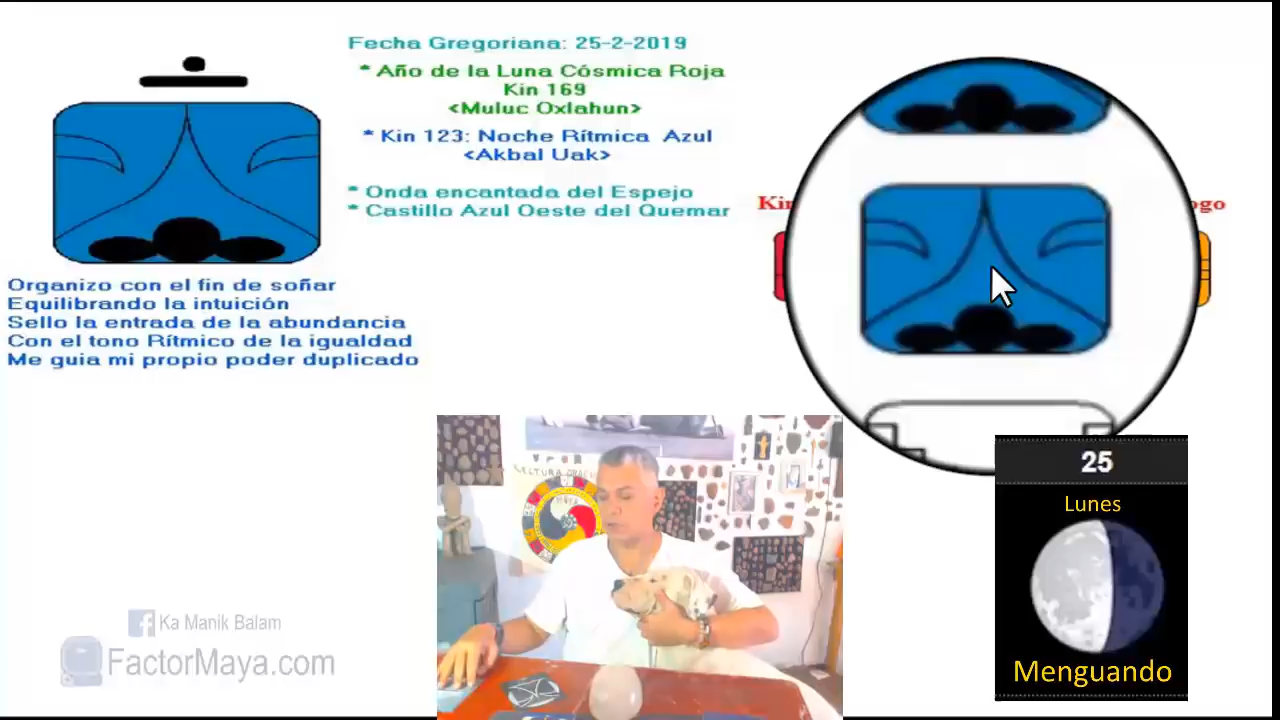 Fecha Gregoriana: 25-2-2019
* Año de la Luna Cósmica Roja
Kin 169
<Muluc Oxlahun>
* Kin 123: Noche Rítmica Azul
<Akbal Uak>
* Onda encantada del Espejo
* Castillo Azul Oeste del Quemar
Organizo con el fin de soñar
Equilibrando la intuición
Sello la entrada de la abundancia
Con el tono Rítmico de la igualdad
Me guia mi propio poder duplicado
25
Lunes
Menguando
Ka Manik Balam
FactorMaya.com